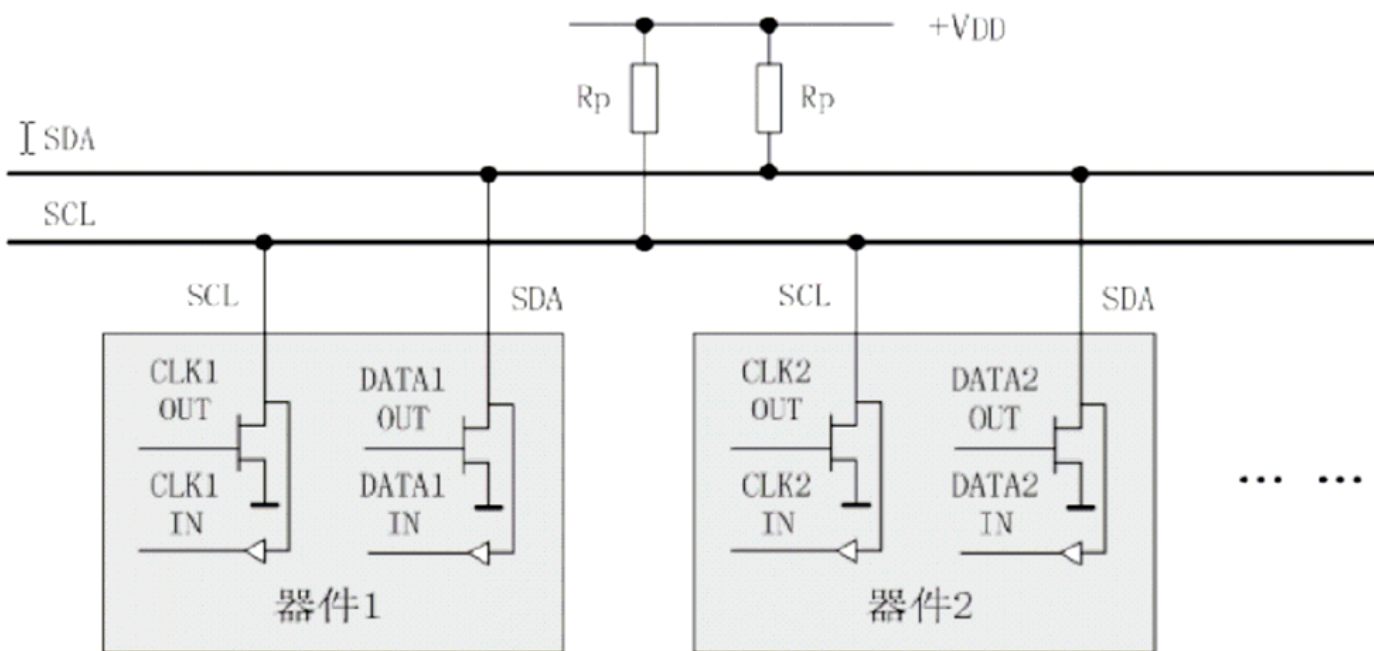 +VDD
Rp
Rp
SDA
SCL
SCL
SDA
SCL
SDA
CLK1
OUT
DATA1
OUT
CLK1
IN
DATA1
IN
器件1
CLK2
OUT
DATA2
OUT
CLK2
IN
DATA2
IN
器件2
... ...